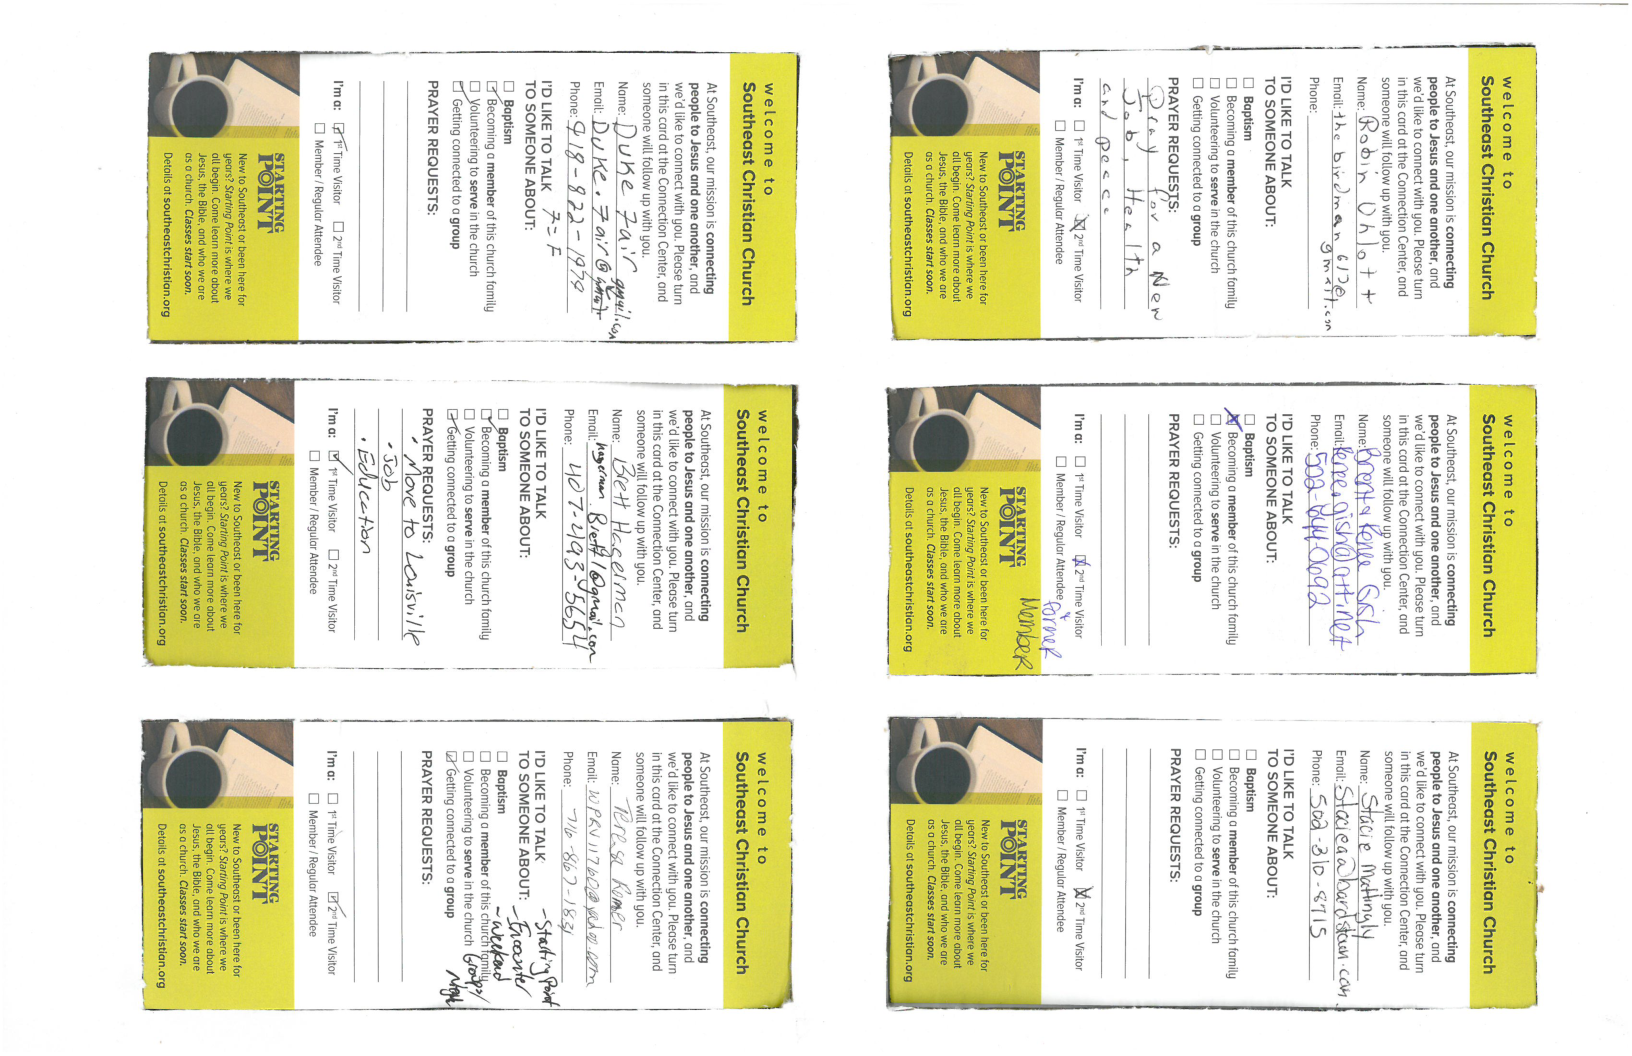 welcome to
Southeast Christian Church
At Southeast, our mission is connecting
people to Jesus and one another, and
we'd like to connect with you. Please turn
in this card at the Connection Center, and
someone will follow up with you.
Name: Duke Fair
Email: Duke.Fair@ gmail.com
Phone: 918-822-1979
7=F
I'D LIKE TO TALK
TO SOMEONE ABOUT:
☐ Baptism
☑ Becoming a member of this church family
☐ Volunteering to serve in the church
☑ Getting connected to a group
PRAYER REQUESTS:
I'm a: ☑ 1st Time Visitor ☐ 2nd Time Visitor
☐ Member / Regular Attendee
STARTING
POINT
New to Southeast or been here for
years? Starting Point is where we
all begin. Come learn more about
Jesus, the Bible, and who we are
as a church. Classes start soon.
Details at southeastchristian.org
welcome to
Southeast Christian Church
At Southeast, our mission is connecting
people to Jesus and one another, and
we'd like to connect with you. Please turn
in this card at the Connection Center, and
someone will follow up with you.
Name: Robin Uhlott
Email: thebirdman6120
gmail.com
Phone:
I'D LIKE TO TALK
TO SOMEONE ABOUT:
☐ Baptism
☐ Becoming a member of this church family
☐ Volunteering to serve in the church
☐ Getting connected to a group
PRAYER REQUESTS:
Pray for a New
Job, Health
and peece
I'm a: ☐ 1st Time Visitor ☒ 2nd Time Visitor
☐ Member / Regular Attendee
STARTING
POINT
New to Southeast or been here for
years? Starting Point is where we
all begin. Come learn more about
Jesus, the Bible, and who we are
as a church. Classes start soon.
Details at southeastchristian.org
welcome to
Southeast Christian Church
At Southeast, our mission is connecting
people to Jesus and one another, and
we'd like to connect with you. Please turn
in this card at the Connection Center, and
someone will follow up with you.
Name: Brett Hagerman
Email: hagerman.Brett1@gmail.com
Phone: 407-493-5654
I'D LIKE TO TALK
TO SOMEONE ABOUT:
☐ Baptism
☑ Becoming a member of this church family
☐ Volunteering to serve in the church
☑ Getting connected to a group
PRAYER REQUESTS:
• Move to Louisville
• Job
• Education
I'm a: ☑ 1st Time Visitor ☐ 2nd Time Visitor
☐ Member / Regular Attendee
STARTING
POINT
New to Southeast or been here for
years? Starting Point is where we
all begin. Come learn more about
Jesus, the Bible, and who we are
as a church. Classes start soon.
Details at southeastchristian.org
welcome to
Southeast Christian Church
At Southeast, our mission is connecting
people to Jesus and one another, and
we'd like to connect with you. Please turn
in this card at the Connection Center, and
someone will follow up with you.
Name: Brent & Rene Gish
Email: rene.gish@att.net
Phone: 502-644-0692
I'D LIKE TO TALK
TO SOMEONE ABOUT:
☐ Baptism
☒ Becoming a member of this church family
☐ Volunteering to serve in the church
☐ Getting connected to a group
PRAYER REQUESTS:
I'm a: ☐ 1st Time Visitor ☒ 2nd Time Visitor
☐ Member / Regular Attendee
* former
Member
STARTING
POINT
New to Southeast or been here for
years? Starting Point is where we
all begin. Come learn more about
Jesus, the Bible, and who we are
as a church. Classes start soon.
Details at southeastchristian.org
welcome to
Southeast Christian Church
At Southeast, our mission is connecting
people to Jesus and one another, and
we'd like to connect with you. Please turn
in this card at the Connection Center, and
someone will follow up with you.
Name: Teresa Romer
Email:
Phone: 716-867-1831
I'D LIKE TO TALK
TO SOMEONE ABOUT:
- Starting Point
- Encounter
- Weekend
Groups/
☐ Baptism
☐ Becoming a member of this church family
☐ Volunteering to serve in the church
☑ Getting connected to a group
PRAYER REQUESTS:
I'm a: ☐ 1st Time Visitor ☑ 2nd Time Visitor
☐ Member / Regular Attendee
STARTING
POINT
New to Southeast or been here for
years? Starting Point is where we
all begin. Come learn more about
Jesus, the Bible, and who we are
as a church. Classes start soon.
Details at southeastchristian.org
welcome to
Southeast Christian Church
At Southeast, our mission is connecting
people to Jesus and one another, and
we'd like to connect with you. Please turn
in this card at the Connection Center, and
someone will follow up with you.
Name: Stacie Mattingly
Email: Stacie@abardstown.com
Phone: 502-310-8715
I'D LIKE TO TALK
TO SOMEONE ABOUT:
☐ Baptism
☐ Becoming a member of this church family
☐ Volunteering to serve in the church
☐ Getting connected to a group
PRAYER REQUESTS:
I'm a: ☐ 1st Time Visitor ☒ 2nd Time Visitor
☐ Member / Regular Attendee
STARTING
POINT
New to Southeast or been here for
years? Starting Point is where we
all begin. Come learn more about
Jesus, the Bible, and who we are
as a church. Classes start soon.
Details at southeastchristian.org